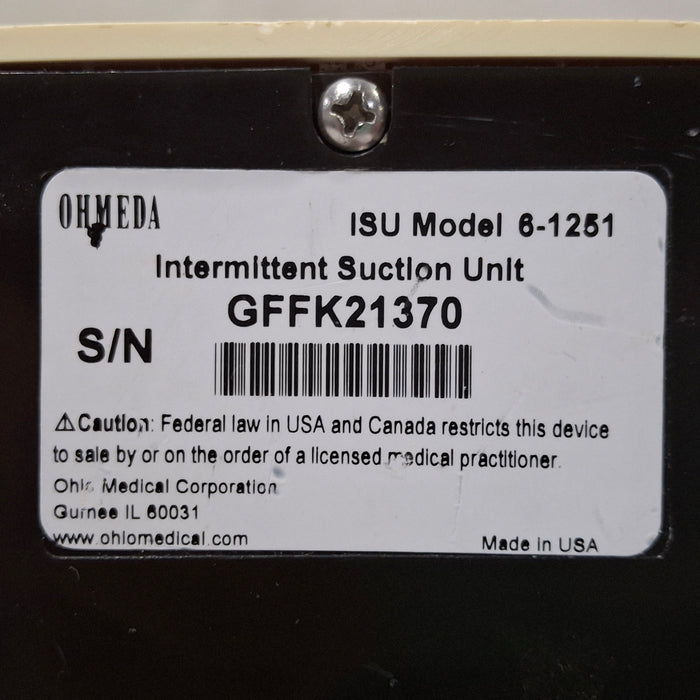 OHMEDA
ISU Model 6-1251
Intermittent Suction Unit
GFFK21370
S/N
⚠Caution: Federal law in USA and Canada restricts this device
to sale by or on the order of a licensed medical practitioner.
Ohio Medical Corporation
Gurnee IL 60031
www.ohiomedical.com
Made in USA